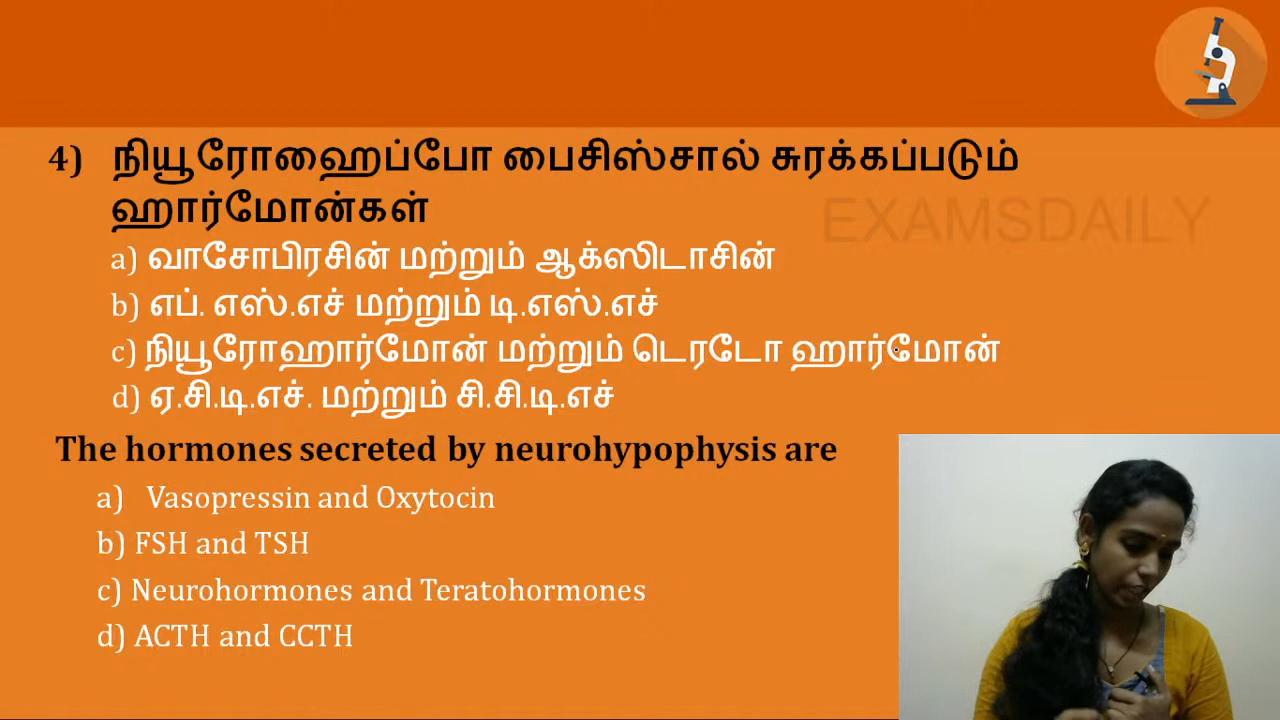 4) நியூரோஹைப்போ பைசிஸ்சால் சுரக்கப்படும்
ஹார்மோன்கள்
EXAMSDAILY
a) வாசோபிரசின் மற்றும் ஆக்ஸிடாசின்
b) எப். எஸ்.எச் மற்றும் டி.எஸ்.எச்
c) நியூரோஹார்மோன் மற்றும் டெரடோ ஹார்மோன்
d) ஏ.சி.டி.எச். மற்றும் சி.சி.டி.எச்
The hormones secreted by neurohypophysis are
a) Vasopressin and Oxytocin
b) FSH and TSH
c) Neurohormones and Teratohormones
d) ACTH and CCTH